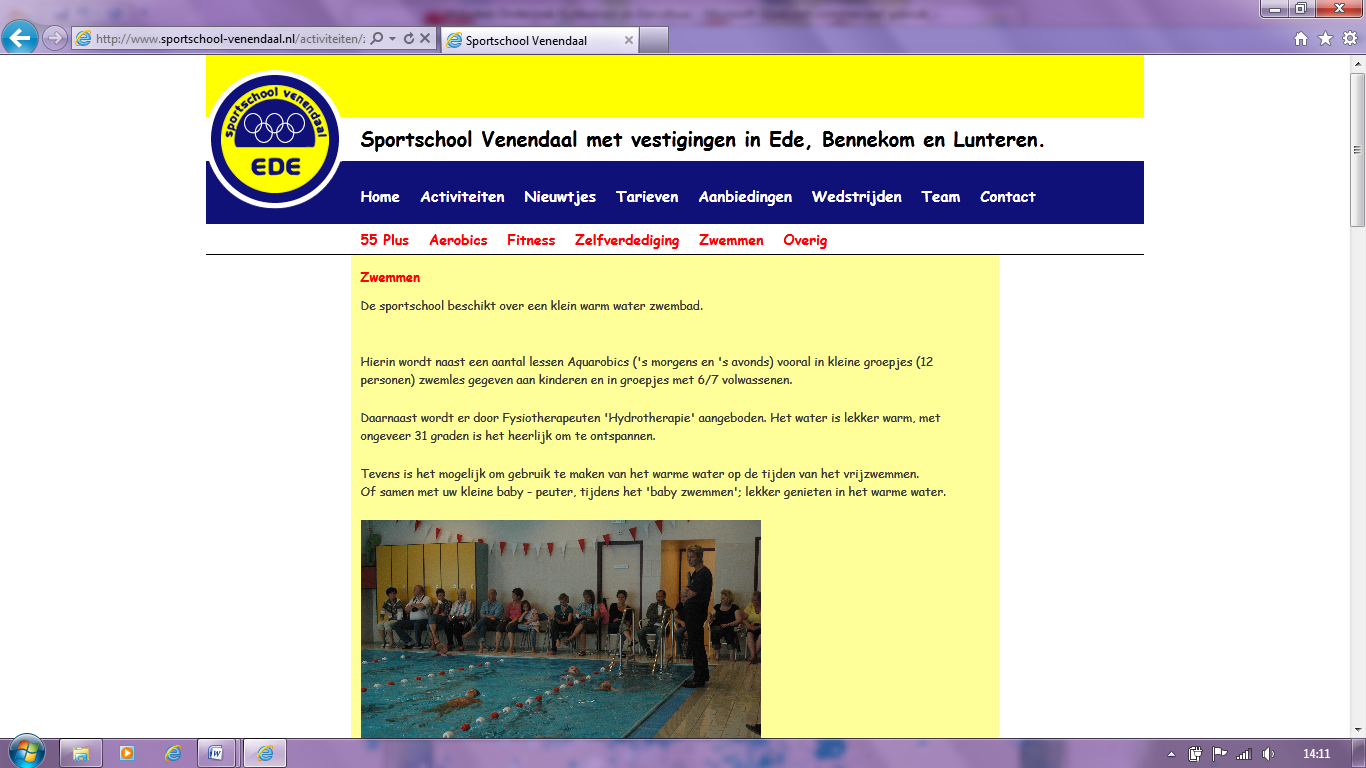 http://www.sportschool-venendaal.nl/activiteiten/
Sportschool Venendaal
sportschool venendaal
EDE
Sportschool Venendaal met vestigingen in Ede, Bennekom en Lunteren.
Home Activiteiten Nieuwtjes Tarieven Aanbiedingen Wedstrijden Team Contact
55 Plus Aerobics Fitness Zelfverdediging Zwemmen Overig
Zwemmen
De sportschool beschikt over een klein warm water zwembad.
Hierin wordt naast een aantal lessen Aquarobics ('s morgens en 's avonds) vooral in kleine groepjes (12
personen) zwemles gegeven aan kinderen en in groepjes met 6/7 volwassenen.
Daarnaast wordt er door Fysiotherapeuten 'Hydrotherapie' aangeboden. Het water is lekker warm, met
ongeveer 31 graden is het heerlijk om te ontspannen.
Tevens is het mogelijk om gebruik te maken van het warme water op de tijden van het vrijzwemmen.
Of samen met uw kleine baby - peuter, tijdens het 'baby zwemmen'; lekker genieten in het warme water.
14:11